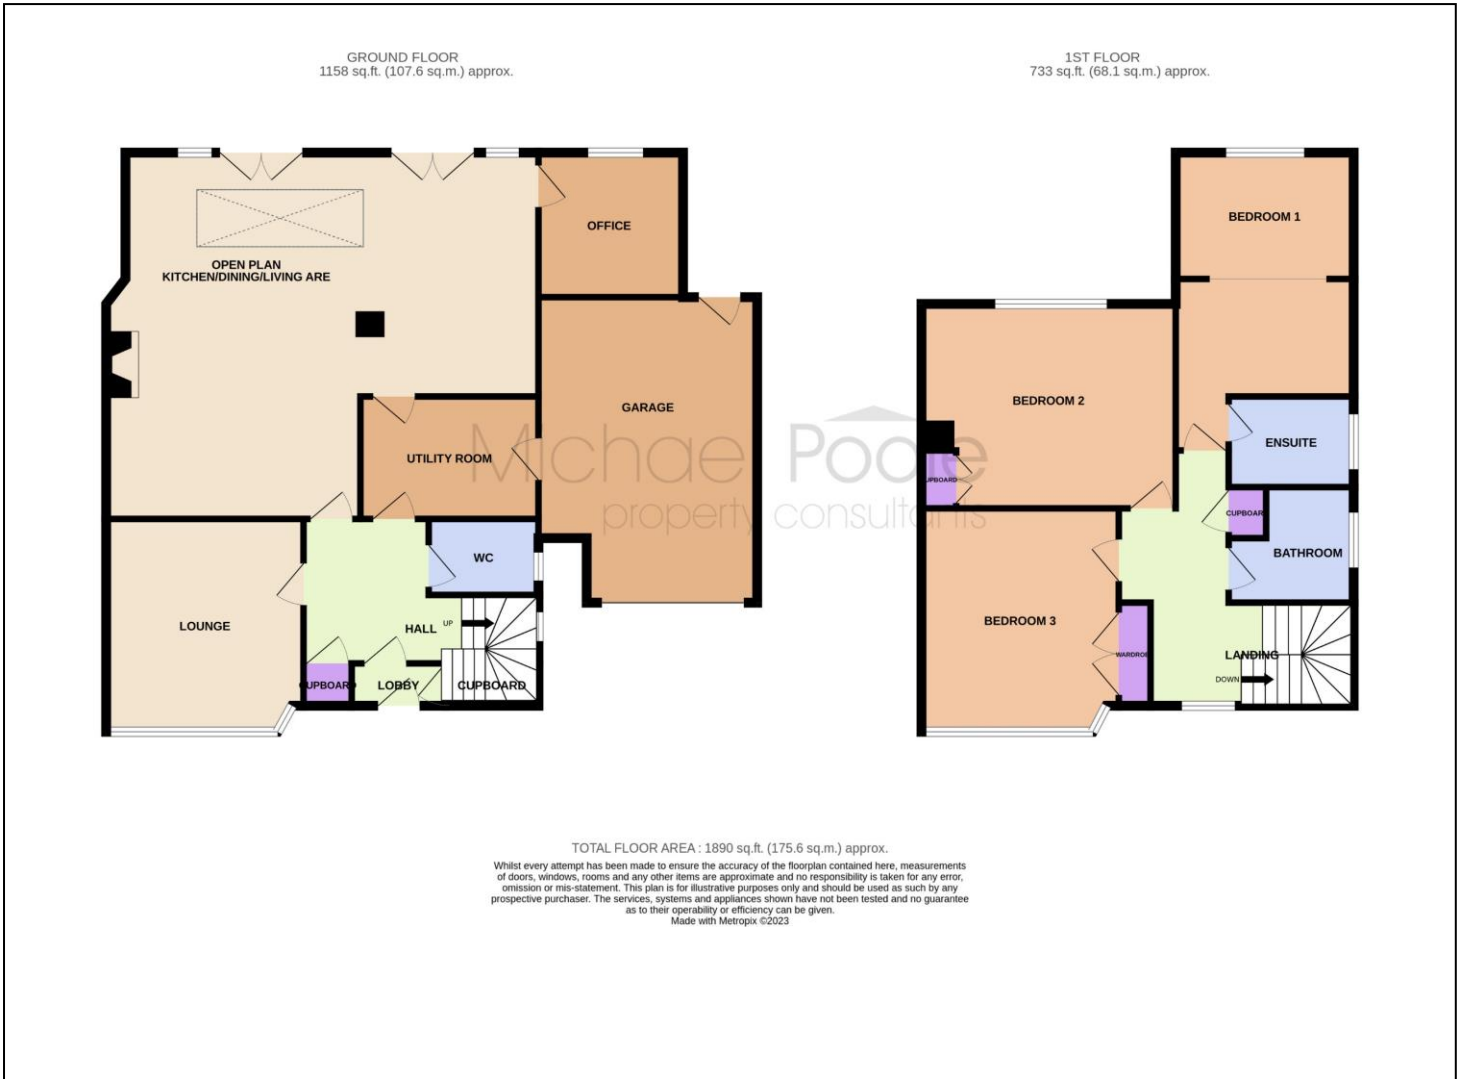 GROUND FLOOR
1158 sq.ft. (107.6 sq.m.) approx.
1ST FLOOR
733 sq.ft. (68.1 sq.m.) approx.
OPEN PLAN
KITCHEN/DINING/LIVING ARE
OFFICE
GARAGE
UTILITY ROOM
WC
LOUNGE
HALL
UP
CUPBOARD
LOBBY
CUPBOARD
BEDROOM 1
BEDROOM 2
ENSUITE
UPBOARD
CUPBOAR
BATHROOM
BEDROOM 3
WARDROB
LANDING
DOWN
Michael Poole
property consultants
TOTAL FLOOR AREA : 1890 sq.ft. (175.6 sq.m.) approx.
Whilst every attempt has been made to ensure the accuracy of the floorplan contained here, measurements
of doors, windows, rooms and any other items are approximate and no responsibility is taken for any error,
omission or mis-statement. This plan is for illustrative purposes only and should be used as such by any
prospective purchaser. The services, systems and appliances shown have not been tested and no guarantee
as to their operability or efficiency can be given.
Made with Metropix ©2023